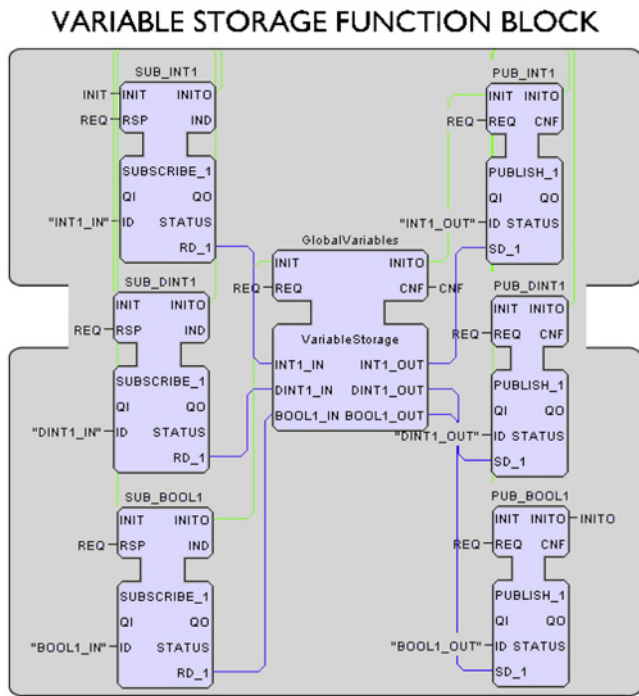 VARIABLE STORAGE FUNCTION BLOCK
SUB_INT1
INIT INIT INITO
REQ RSP IND
SUBSCRIBE_1
QI QO
"INT1_IN" ID STATUS
RD_1
PUB_INT1
INIT INITO
REQ REQ CNF
PUBLISH_1
QI QO
"INT1_OUT" ID STATUS
SD_1
GlobalVariables
INIT INITO
REQ REQ CNF CNF
VariableStorage
INT1_IN INT1_OUT
DINT1_IN DINT1_OUT
BOOL1_IN BOOL1_OUT
SUB_DINT1
INIT INITO
REQ RSP IND
SUBSCRIBE_1
QI QO
"DINT1_IN" ID STATUS
RD_1
PUB_DINT1
INIT INITO
REQ REQ CNF
PUBLISH_1
QI QO
"DINT1_OUT" ID STATUS
SD_1
SUB_BOOL1
INIT INITO
REQ RSP IND
SUBSCRIBE_1
QI QO
"BOOL1_IN" ID STATUS
RD_1
PUB_BOOL1
INIT INITO INITO
REQ REQ CNF
PUBLISH_1
QI QO
"BOOL1_OUT" ID STATUS
SD_1